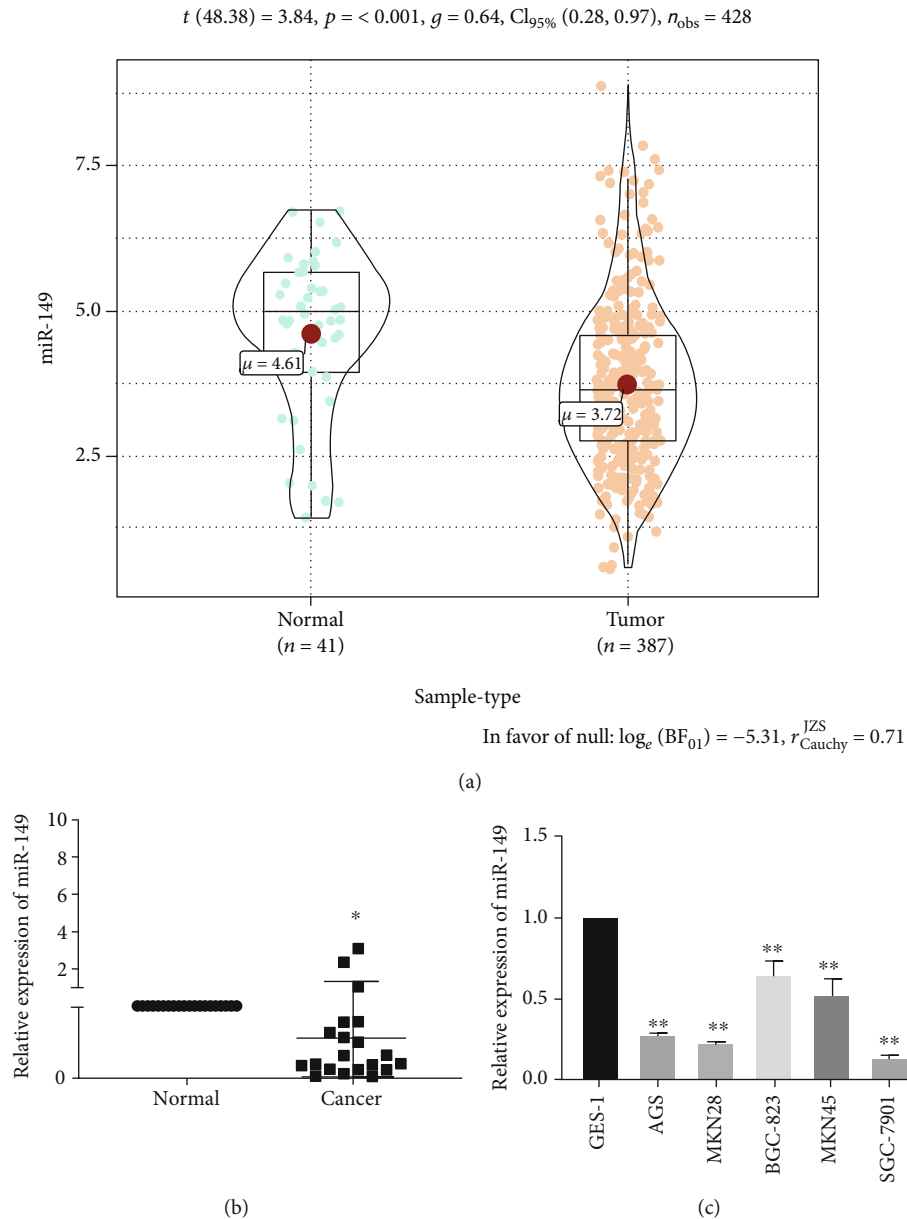 t (48.38) = 3.84, p = < 0.001, g = 0.64, CI95% (0.28, 0.97), nobs = 428
miR-149
7.5
5.0
2.5
μ = 4.61
μ = 3.72
Normal
(n = 41)
Tumor
(n = 387)
Sample-type
In favor of null: loge (BF01) = −5.31, rJZSCauchy = 0.71
(a)
Relative expression of miR-149
10
8
6
4
2
0
*
Normal
Cancer
(b)
Relative expression of miR-149
1.5
1.0
0.5
0.0
**
**
**
**
**
GES-1
AGS
MKN28
BGC-823
MKN45
SGC-7901
(c)